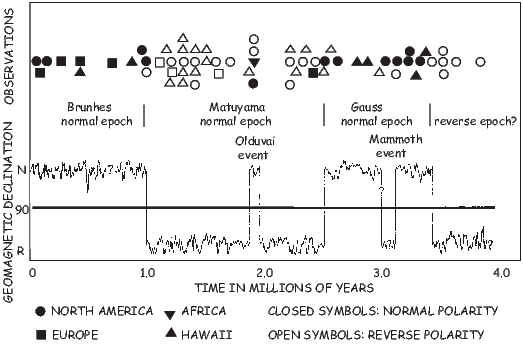 OBSERVATIONS
Brunhes
normal epoch
Matuyama
normal epoch
Gauss
normal epoch
reverse epoch?
Olduvai
event
Mammoth
event
GEOMAGNETIC DECLINATION
N
90
R
?
?
?
0 1.0 2.0 3.0 4.0
TIME IN MILLIONS OF YEARS
NORTH AMERICA AFRICA CLOSED SYMBOLS: NORMAL POLARITY
EUROPE HAWAII OPEN SYMBOLS: REVERSE POLARITY